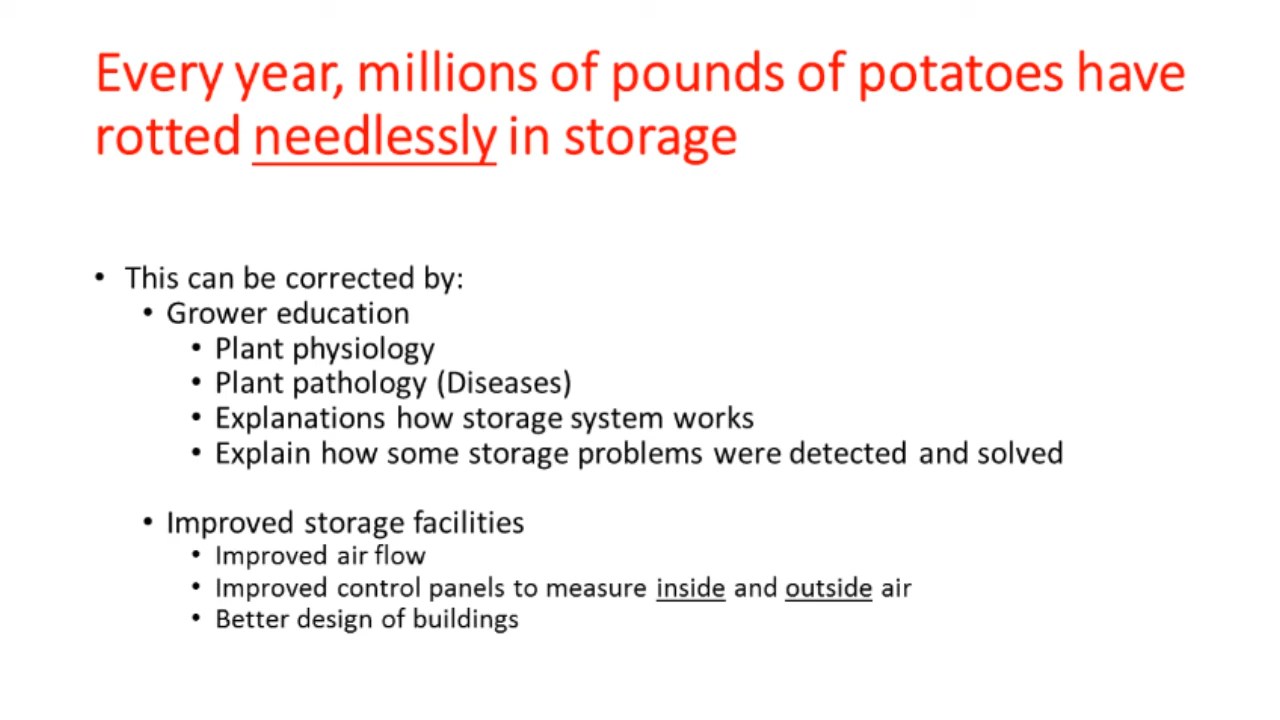 Every year, millions of pounds of potatoes have
rotted needlessly in storage
• This can be corrected by:
• Grower education
• Plant physiology
• Plant pathology (Diseases)
• Explanations how storage system works
• Explain how some storage problems were detected and solved
• Improved storage facilities
• Improved air flow
• Improved control panels to measure inside and outside air
• Better design of buildings